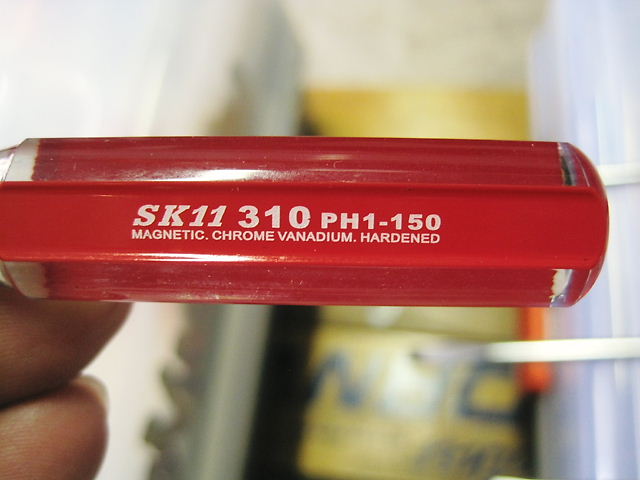 SK11 310 PH1-150
MAGNETIC. CHROME VANADIUM. HARDENED